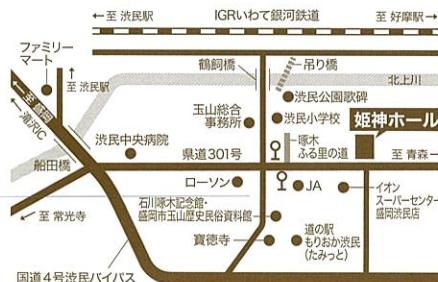 ← 至 渋民駅
IGRいわて銀河鉄道
至 好摩駅 →
ファミリー
マート
至 渋民駅
鶴飼橋
吊り橋
北上川
渋民公園歌碑
← 至 盛岡
滝沢IC
玉山総合
事務所
渋民小学校
姫神ホール
渋民中央病院
県道301号
啄木
ふる里の道
至 青森 →
船田橋
ローソン
JA
イオン
スーパーセンター
盛岡渋民店
石川啄木記念館・
盛岡市玉山歴史民俗資料館
至 常光寺
寶德寺
道の駅
もりおか渋民
(たみっと)
国道4号渋民バイパス